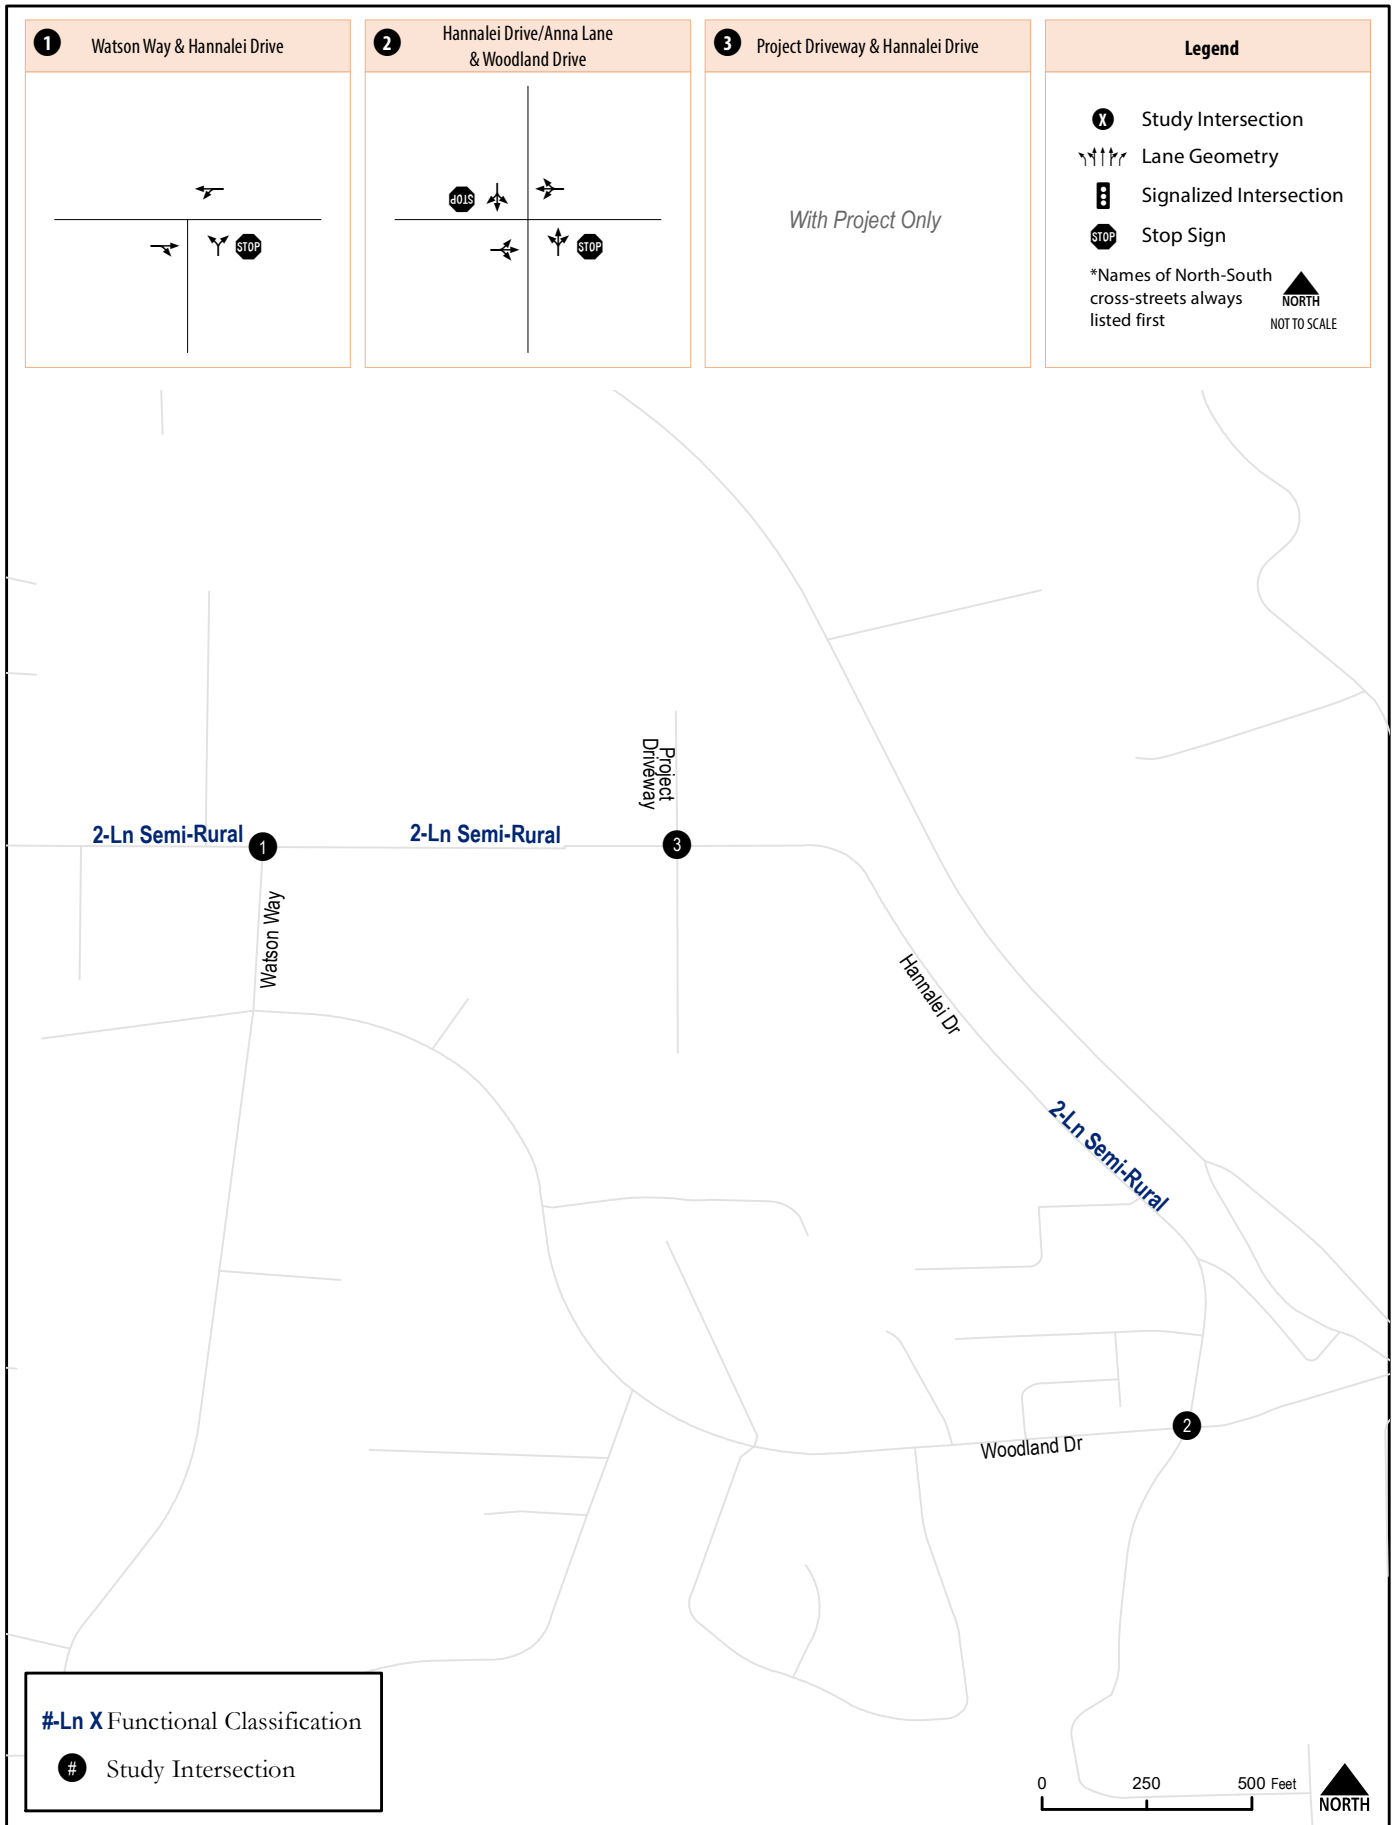 1 Watson Way & Hannalei Drive
2 Hannalei Drive/Anna Lane
& Woodland Drive
3 Project Driveway & Hannalei Drive
Legend
STOP
STOP
STOP
With Project Only
X Study Intersection
Lane Geometry
Signalized Intersection
STOP Stop Sign
*Names of North-South
cross-streets always
listed first
NORTH
NOT TO SCALE
Project
Driveway
2-Ln Semi-Rural
1
2-Ln Semi-Rural
3
Watson Way
Hannalei Dr
2-Ln Semi-Rural
2
Woodland Dr
#-Ln X Functional Classification
# Study Intersection
0 250 500 Feet
NORTH